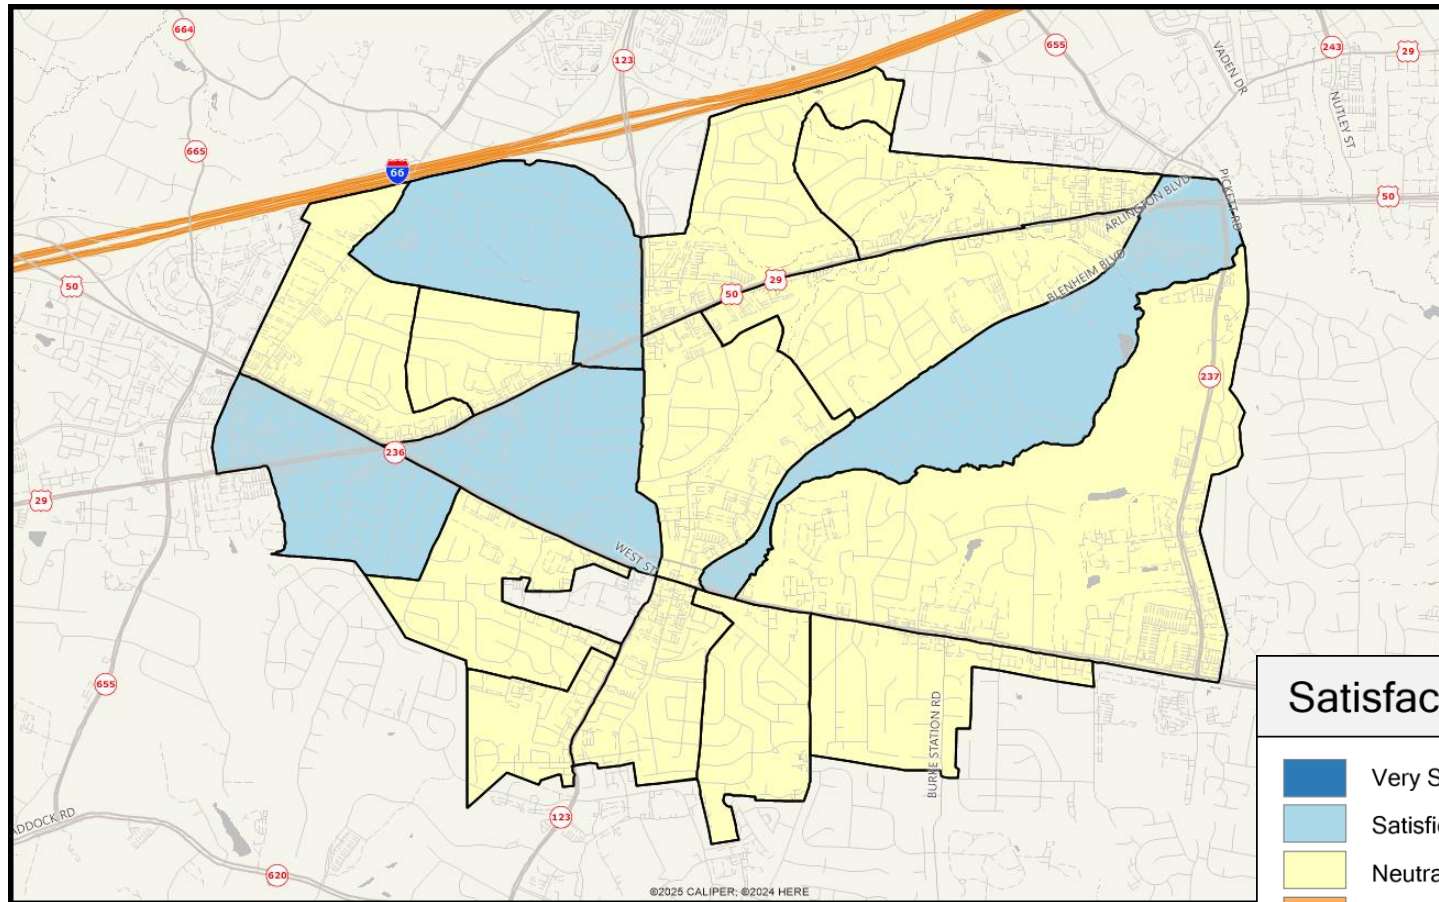 664
123
655
243
29
VADEN DR
NUTLEY ST
665
66
PICKETT RD
50
ARLINGTON BLVD
50
29
50
BLENHEIM BLVD
237
236
29
WEST ST
655
BURKE STATION RD
ADDOCK RD
123
620
©2025 CALIPER; ©2024 HERE
Satisfac
Very S
Satisfie
Neutra